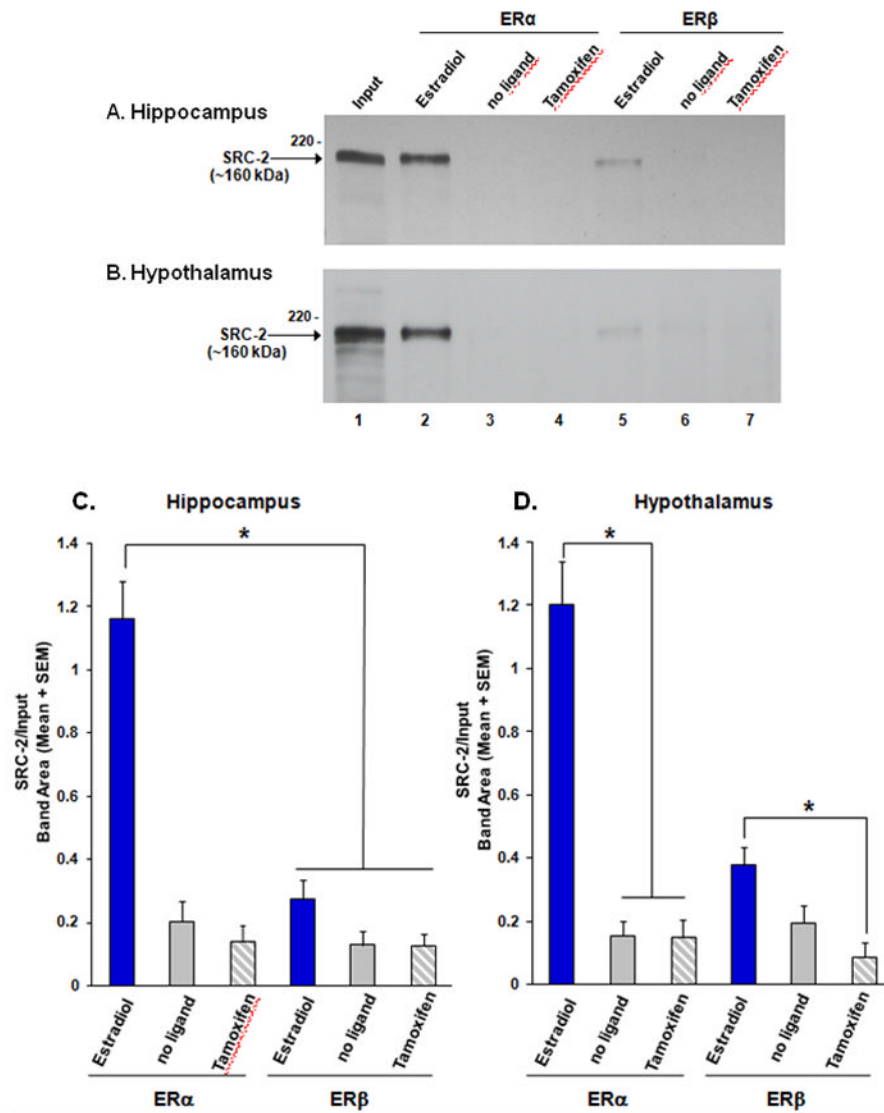 ERα ERβ
Input Estradiol no ligand Tamoxifen Estradiol no ligand Tamoxifen
A. Hippocampus
220 -
SRC-2
(~160 kDa)
B. Hypothalamus
220 -
SRC-2
(~160 kDa)
1 2 3 4 5 6 7
C. Hippocampus
*
1.4
1.2
1
0.8
0.6
0.4
0.2
0
SRC-2/Input
Band Area (Mean + SEM)
Estradiol no ligand Tamoxifen Estradiol no ligand Tamoxifen
ERα ERβ
D. Hypothalamus
*
*
1.4
1.2
1
0.8
0.6
0.4
0.2
0
SRC-2/Input
Band Area (Mean + SEM)
Estradiol no ligand Tamoxifen Estradiol no ligand Tamoxifen
ERα ERβ